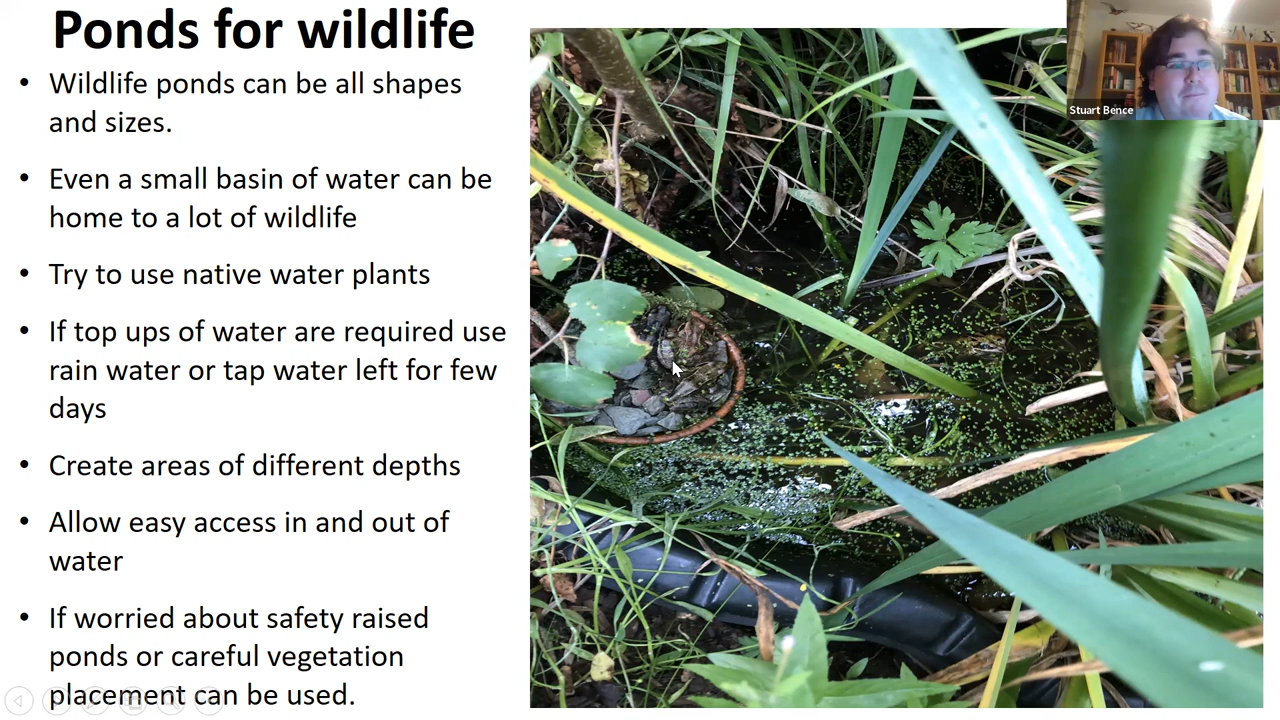 Ponds for wildlife
Stuart Bence
• Wildlife ponds can be all shapes
and sizes.
• Even a small basin of water can be
home to a lot of wildlife
• Try to use native water plants
• If top ups of water are required use
rain water or tap water left for few
days
• Create areas of different depths
• Allow easy access in and out of
water
• If worried about safety raised
ponds or careful vegetation
placement can be used.